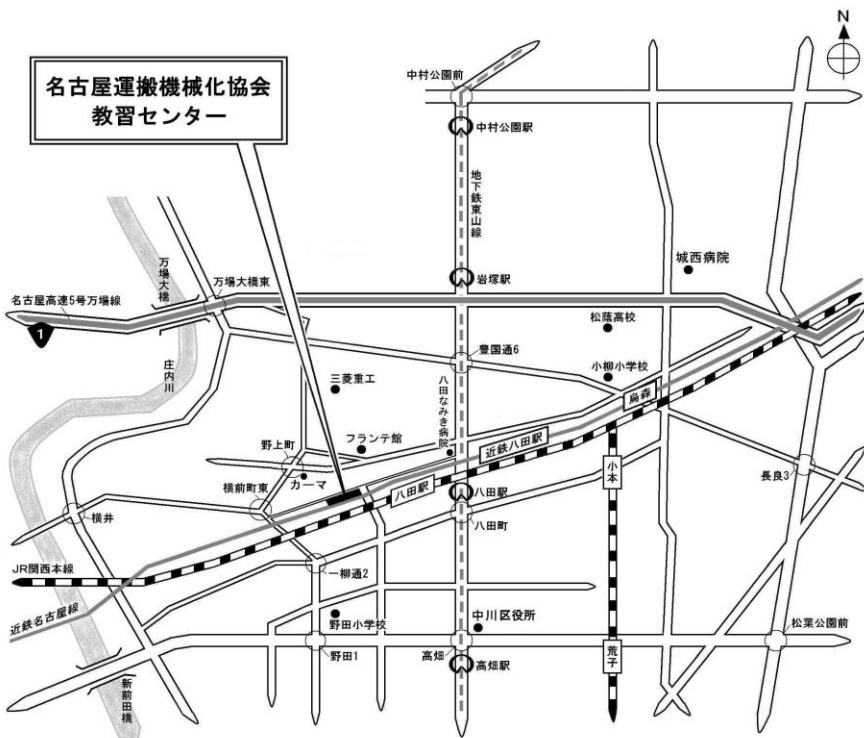 N
名古屋運搬機械化協会
教習センター
中村公園前
中村公園駅
地下鉄東山線
城西病院
万場大橋
万場大橋東
岩塚駅
名古屋高速5号万場線
1
松蔭高校
庄内川
豊国通6
三菱重工
八田なみき病院
小柳小学校
烏森
フランテ館
近鉄八田駅
野上町
カーマ
小本
長良3
横前町東
八田駅
八田駅
横井
八田町
JR関西本線
一柳通2
近鉄名古屋線
野田小学校
中川区役所
松葉公園前
野田1
高畑
荒子
高畑駅
新前田橋